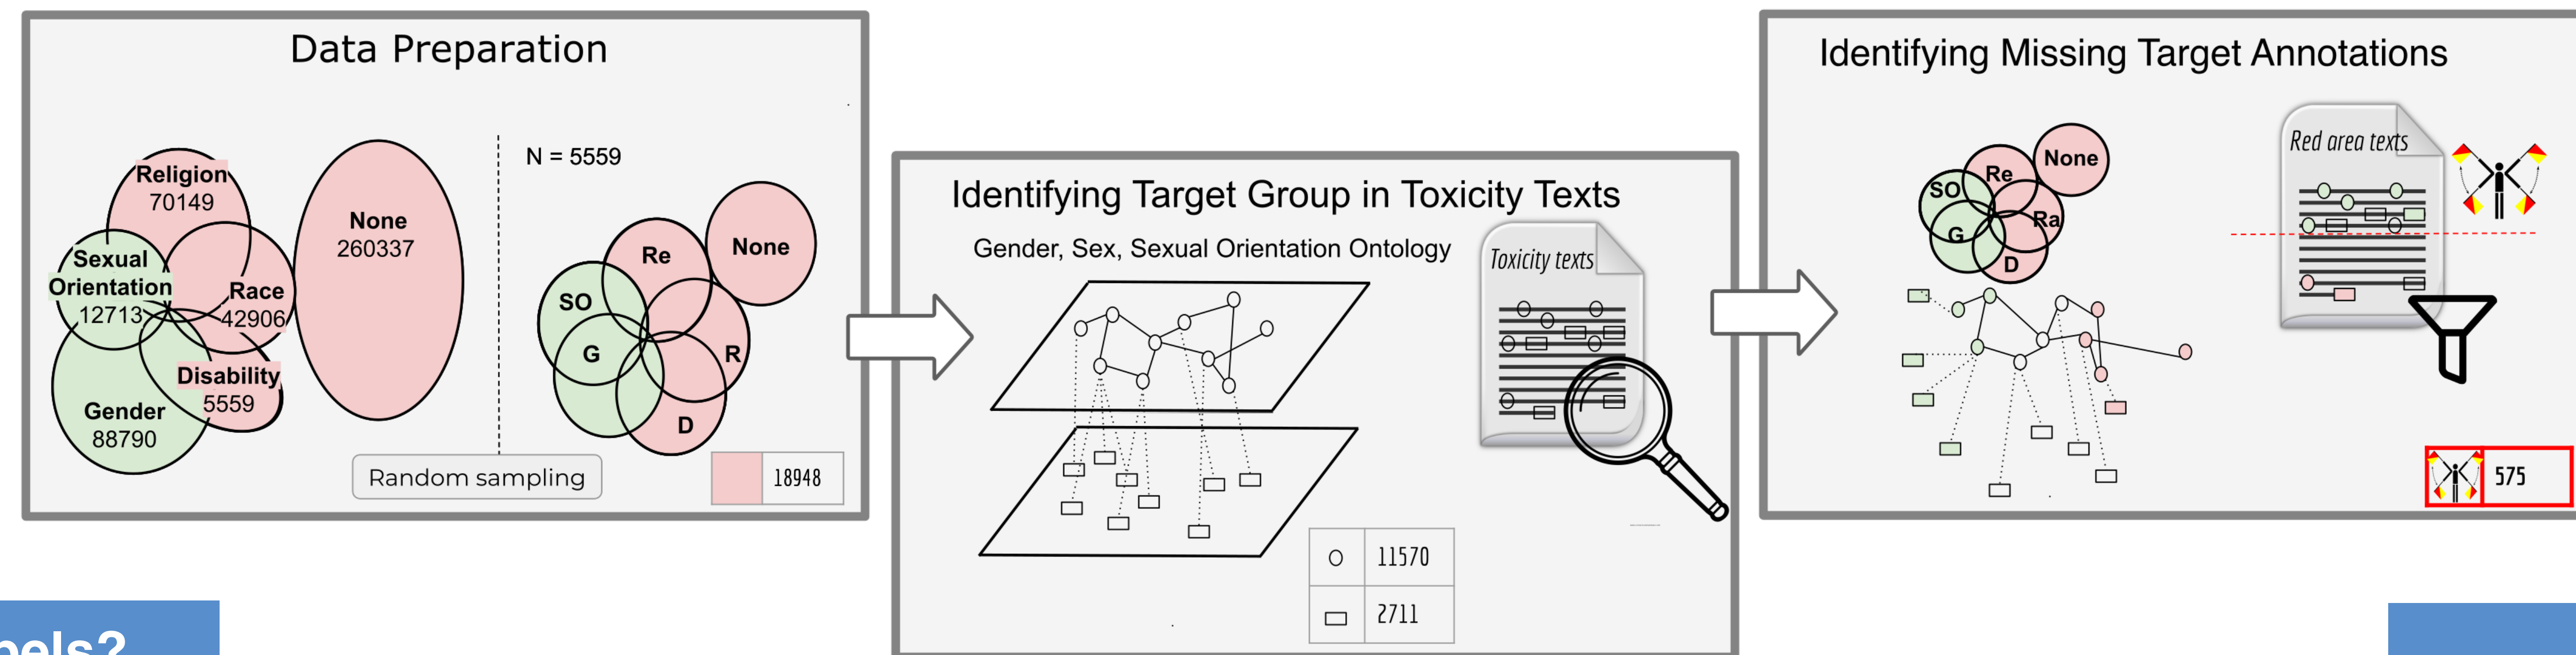 Data Preparation
Religion
70149
None
260337
Sexual
Orientation
12713
Race
42906
Disability
5559
Gender
88790
N = 5559
Re
None
SO
G
R
D
Random sampling
18948
Identifying Target Group in Toxicity Texts
Gender, Sex, Sexual Orientation Ontology
Toxicity texts
11570
2711
Identifying Missing Target Annotations
None
Re
SO
Ra
G
D
Red area texts
575